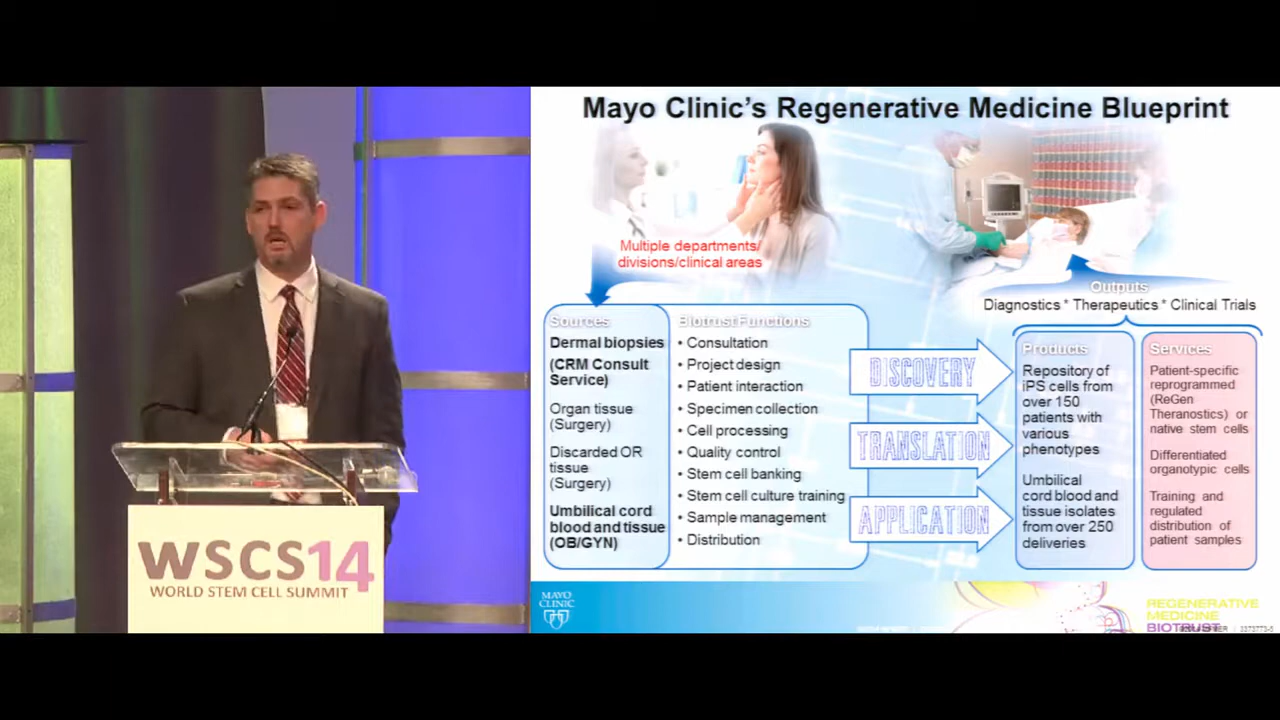 Mayo Clinic's Regenerative Medicine Blueprint
Multiple departments/
divisions/clinical areas
Outputs
Diagnostics * Therapeutics * Clinical Trials
Sources
Dermal biopsies
(CRM Consult
Service)
Organ tissue
(Surgery)
Discarded OR
tissue
(Surgery)
Umbilical cord
blood and tissue
(OB/GYN)
Biotrust Functions
• Consultation
• Project design
• Patient interaction
• Specimen collection
• Cell processing
• Quality control
• Stem cell banking
• Stem cell culture training
• Sample management
• Distribution
DISCOVERY
TRANSLATION
APPLICATION
Products
Repository of
iPS cells from
over 150
patients with
various
phenotypes
Umbilical
cord blood and
tissue isolates
from over 250
deliveries
Services
Patient-specific
reprogrammed
(ReGen
Theranostics) or
native stem cells
Differentiated
organotypic cells
Training and
regulated
distribution of
patient samples
MAYO
CLINIC
REGENERATIVE
MEDICINE
BIOTRUST
WSCS14
WORLD STEM CELL SUMMIT